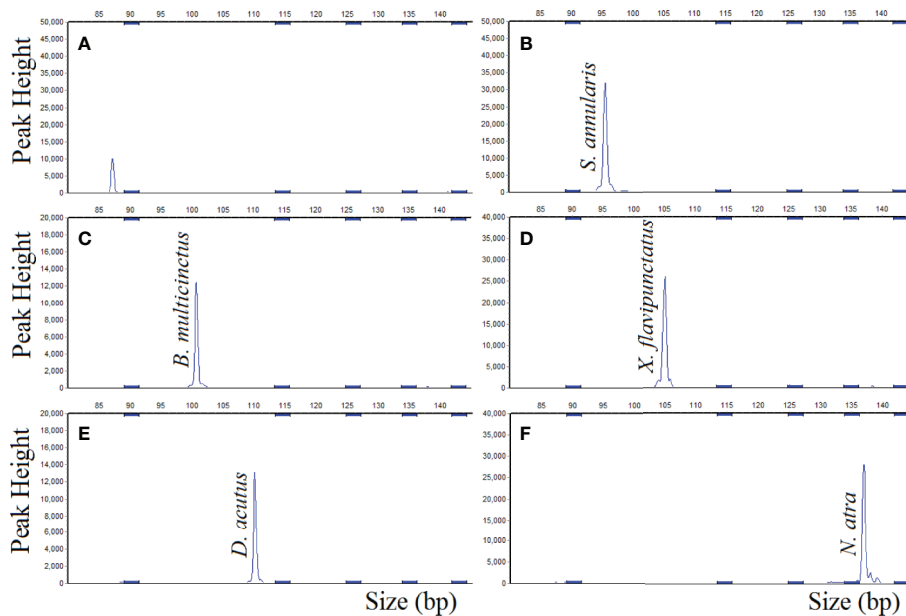 85 90 95 100 105 110 115 120 125 130 135 140
50,000
45,000
40,000
35,000
30,000
25,000
20,000
15,000
10,000
5,000
0
A
Peak Height
85 90 95 100 105 110 115 120 125 130 135 140
50,000
45,000
40,000
35,000
30,000
25,000
20,000
15,000
10,000
5,000
0
B
S. annularis
85 90 95 100 105 110 115 120 125 130 135 140
20,000
18,000
16,000
14,000
12,000
10,000
8,000
6,000
4,000
2,000
0
C
Peak Height
B. multicinctus
85 90 95 100 105 110 115 120 125 130 135 140
40,000
35,000
30,000
25,000
20,000
15,000
10,000
5,000
0
D
X. flavipunctatus
85 90 95 100 105 110 115 120 125 130 135 140
20,000
18,000
16,000
14,000
12,000
10,000
8,000
6,000
4,000
2,000
0
E
Peak Height
D. acutus
Size (bp)
85 90 95 100 105 110 115 120 125 130 135 140
40,000
35,000
30,000
25,000
20,000
15,000
10,000
5,000
0
F
N. atra
Size (bp)